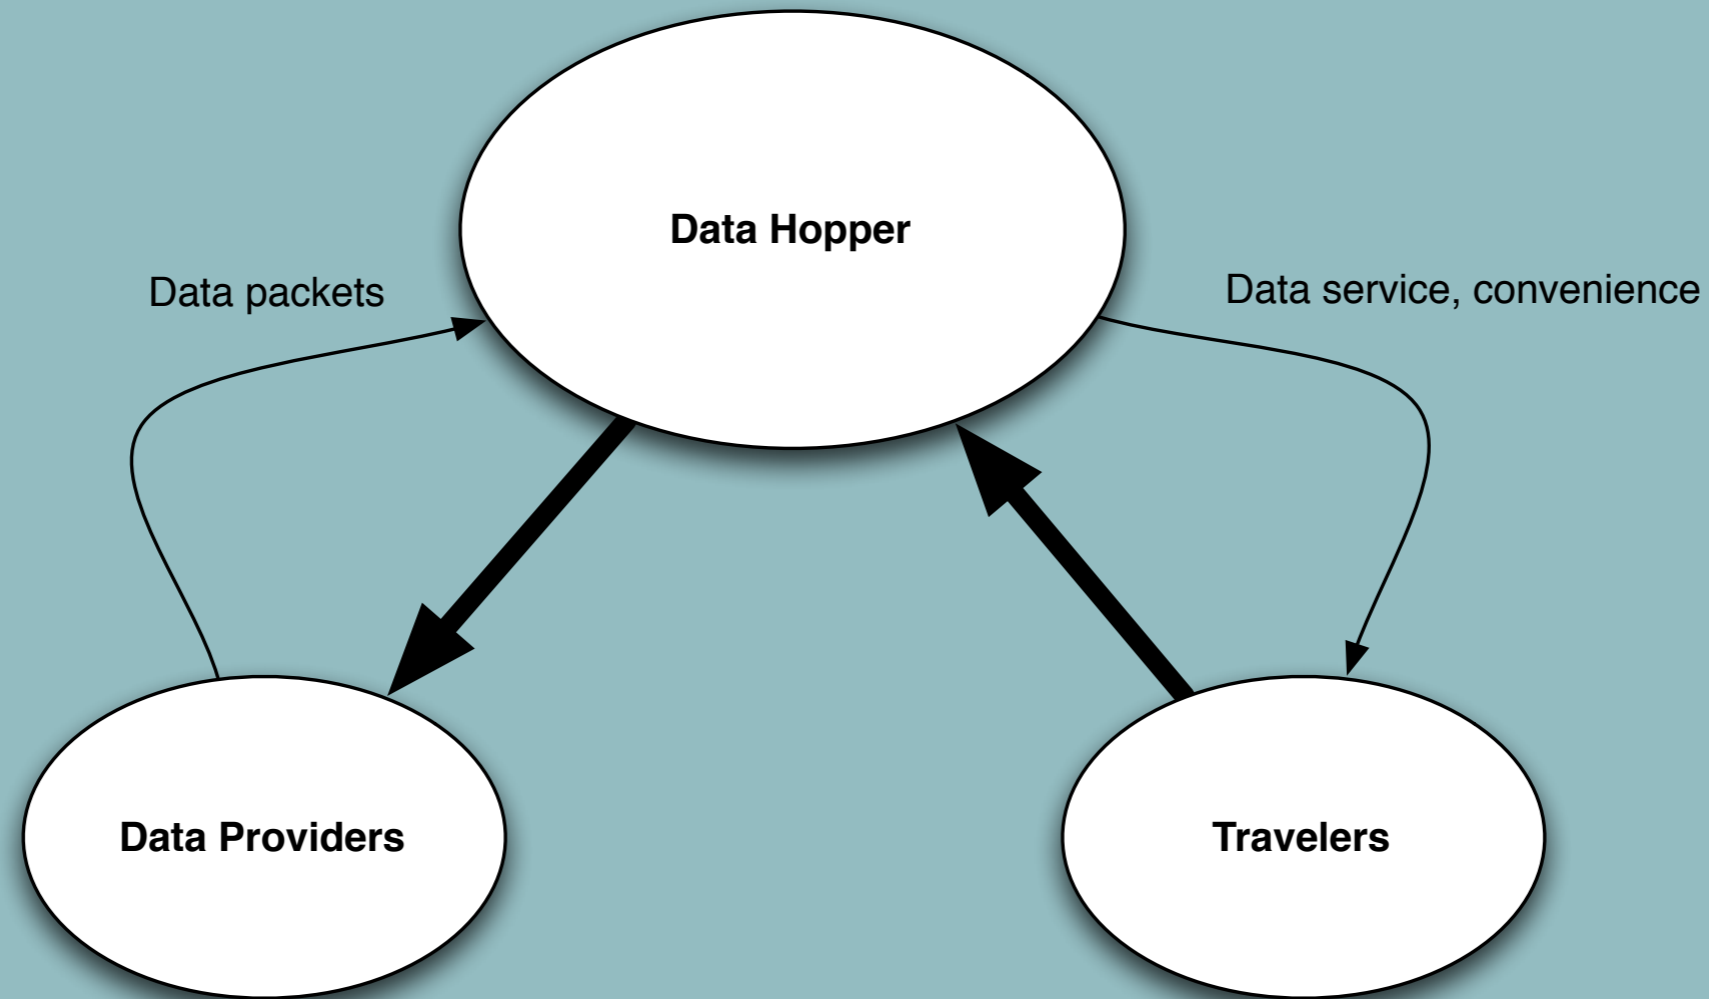 Data Hopper
Data packets
Data service, convenience
Data Providers
Travelers